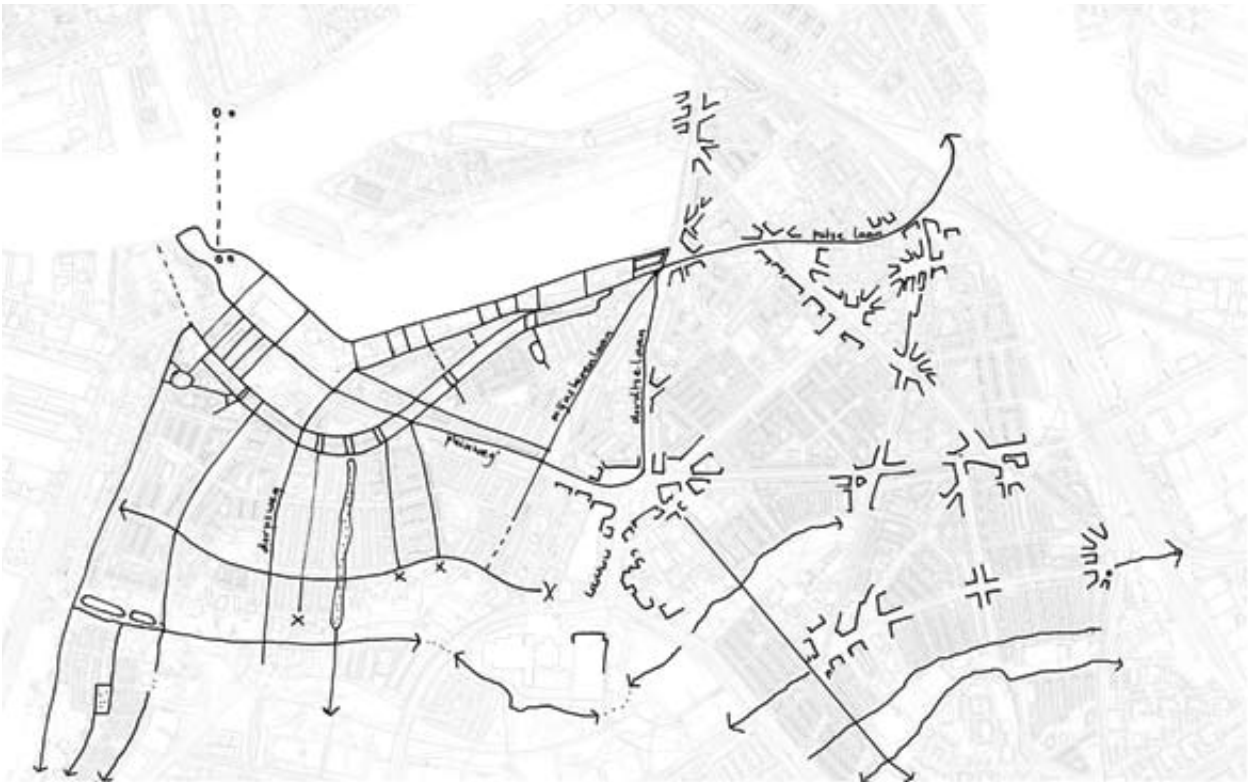 putse laan
mijnsherenlaan
dordtselaan
pleinweg
dorpsweg